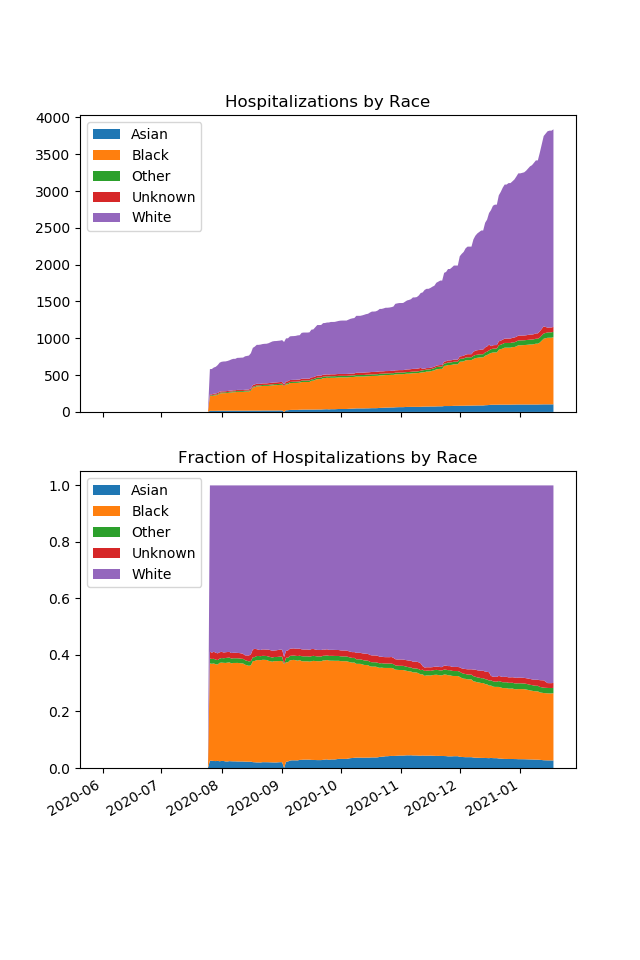 Hospitalizations by Race
4000
3500
3000
2500
2000
1500
1000
500
0
Asian
Black
Other
Unknown
White
Fraction of Hospitalizations by Race
1.0
0.8
0.6
0.4
0.2
0.0
Asian
Black
Other
Unknown
White
2020-06
2020-07
2020-08
2020-09
2020-10
2020-11
2020-12
2021-01